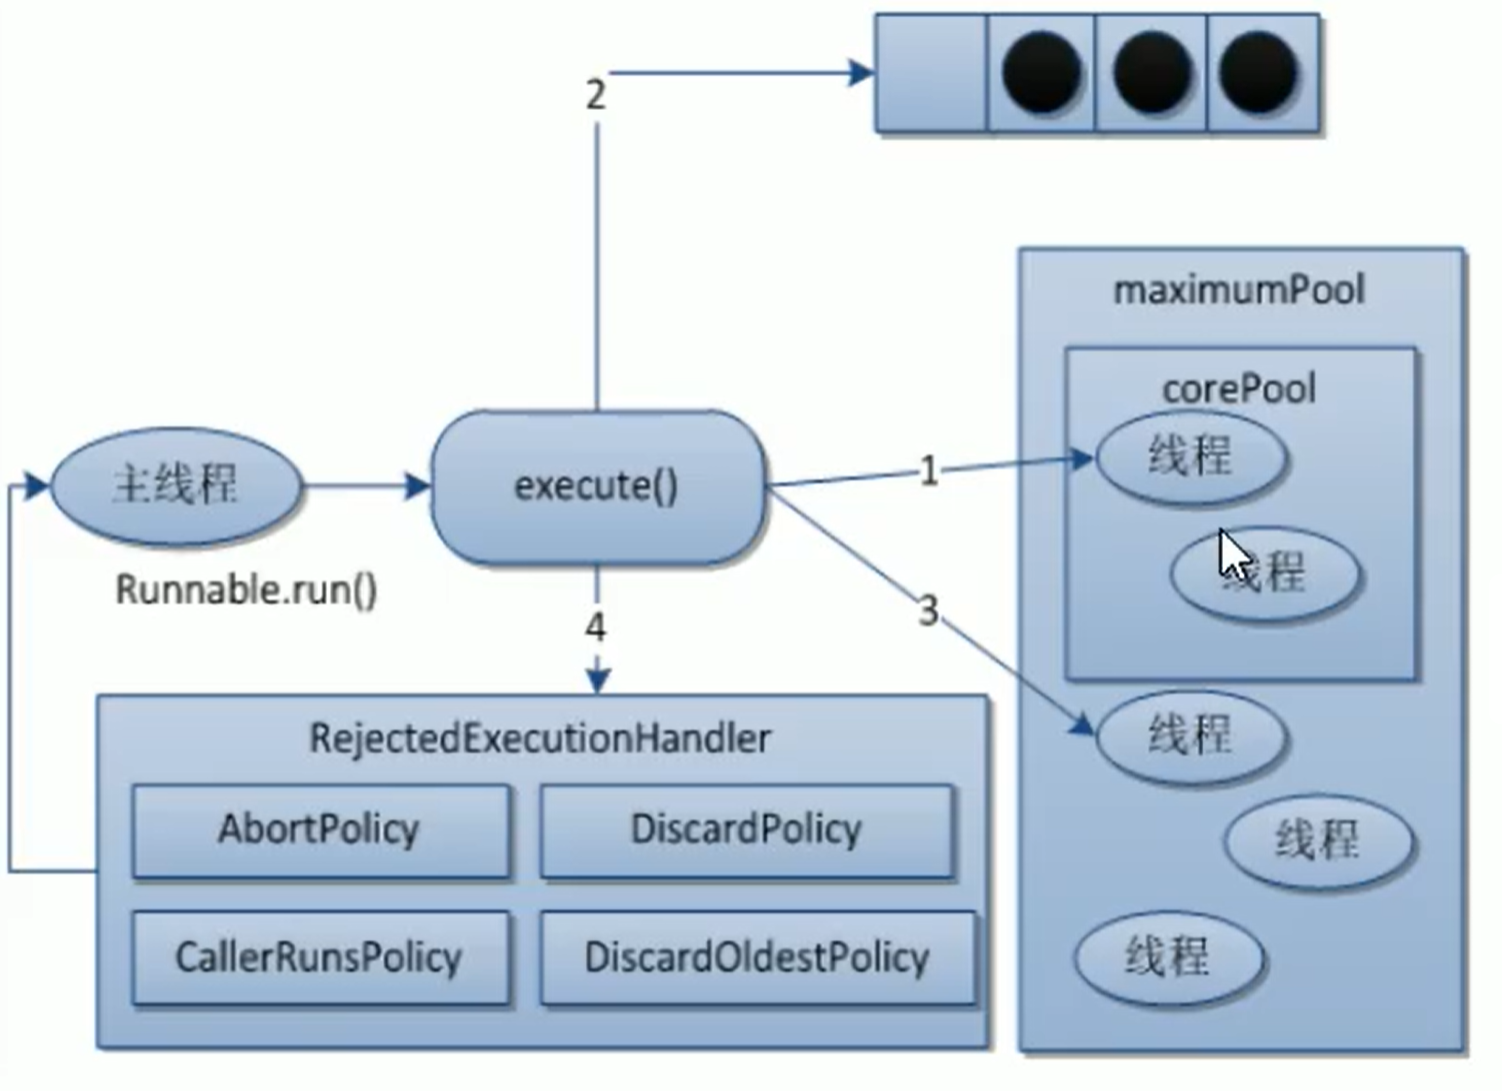 2
maximumPool
corePool
线程
1
主线程
execute()
线程
Runnable.run()
3
4
线程
RejectedExecutionHandler
AbortPolicy
DiscardPolicy
线程
CallerRunsPolicy
DiscardOldestPolicy
线程